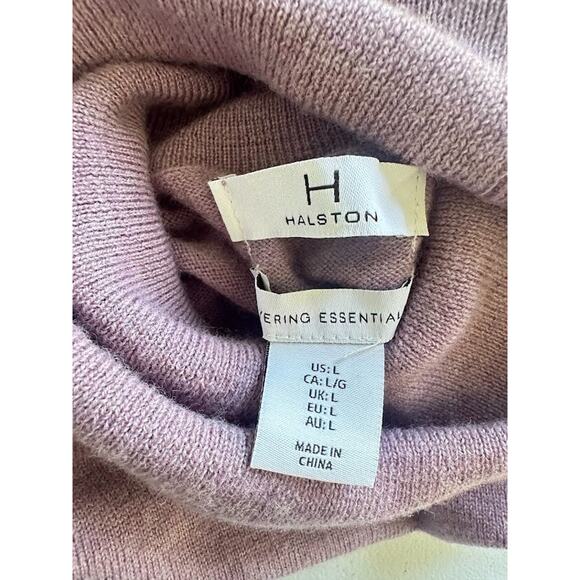 H
HALSTON
YERING ESSENTIAL
US: L
CA: L/G
UK: L
EU: L
AU: L
MADE IN
CHINA